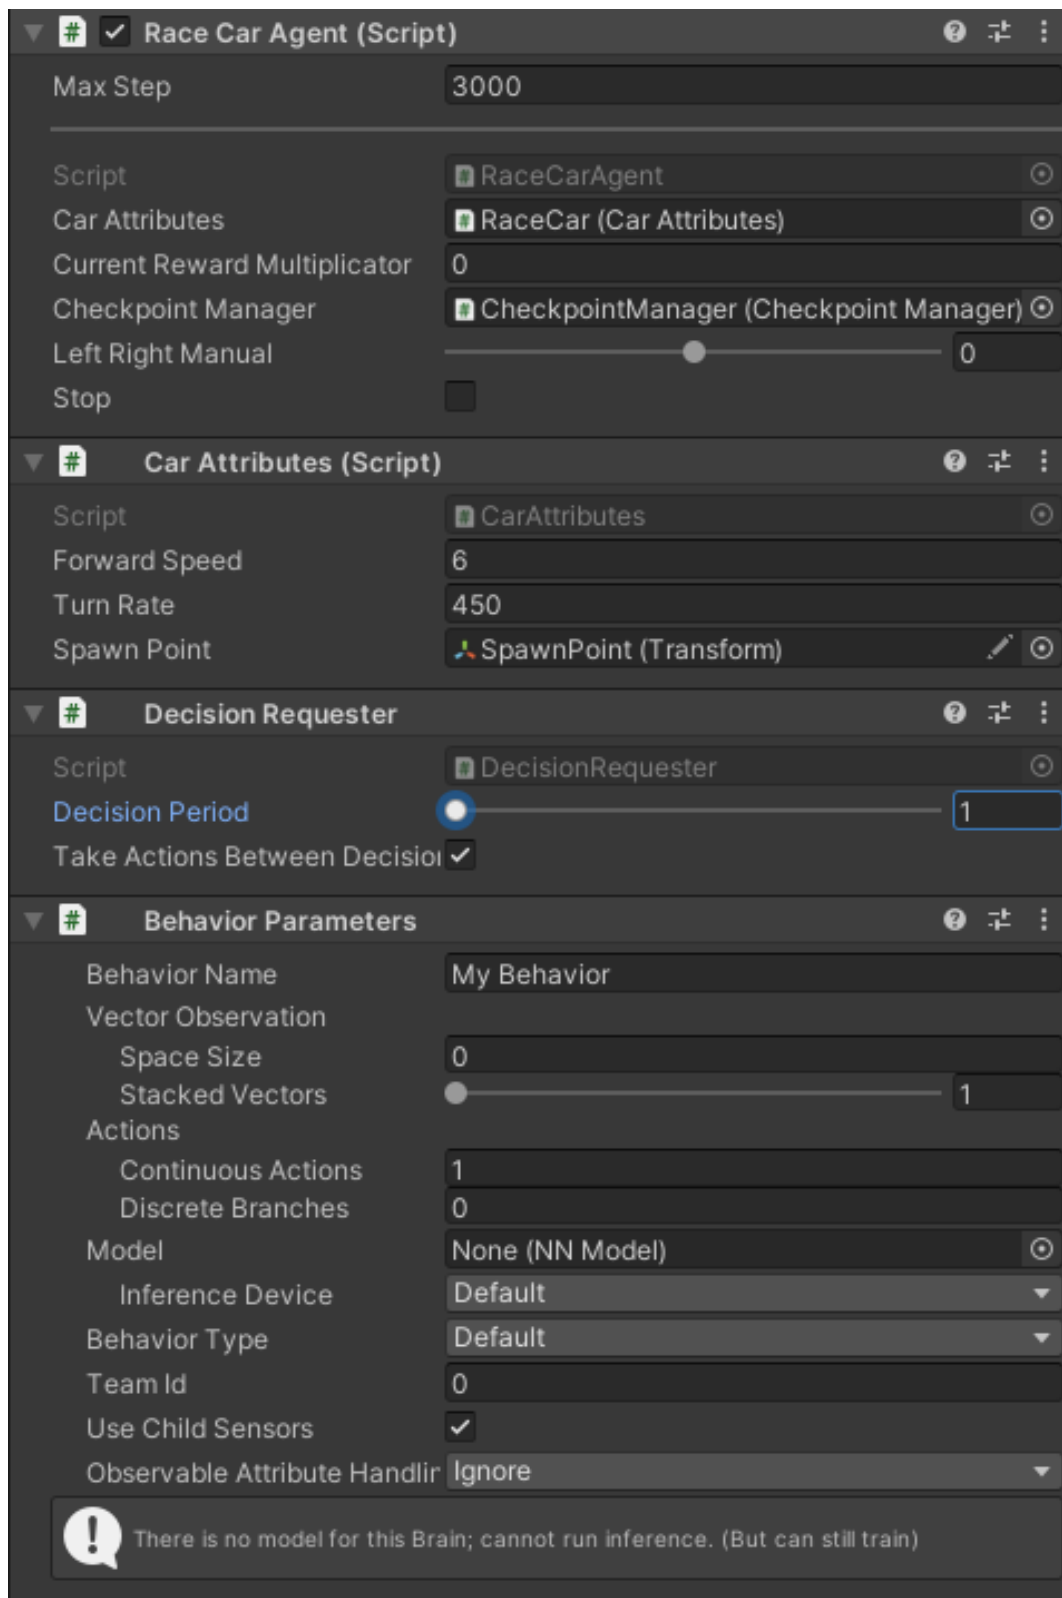 # Race Car Agent (Script)
Max Step 3000
Script # RaceCarAgent
Car Attributes # RaceCar (Car Attributes)
Current Reward Multiplicator 0
Checkpoint Manager # CheckpointManager (Checkpoint Manager)
Left Right Manual 0
Stop
# Car Attributes (Script)
Script # CarAttributes
Forward Speed 6
Turn Rate 450
Spawn Point SpawnPoint (Transform)
# Decision Requester
Script # DecisionRequester
Decision Period 1
Take Actions Between Decisior
# Behavior Parameters
Behavior Name My Behavior
Vector Observation
Space Size 0
Stacked Vectors 1
Actions
Continuous Actions 1
Discrete Branches 0
Model None (NN Model)
Inference Device Default
Behavior Type Default
Team Id 0
Use Child Sensors
Observable Attribute Handlir Ignore
There is no model for this Brain; cannot run inference. (But can still train)